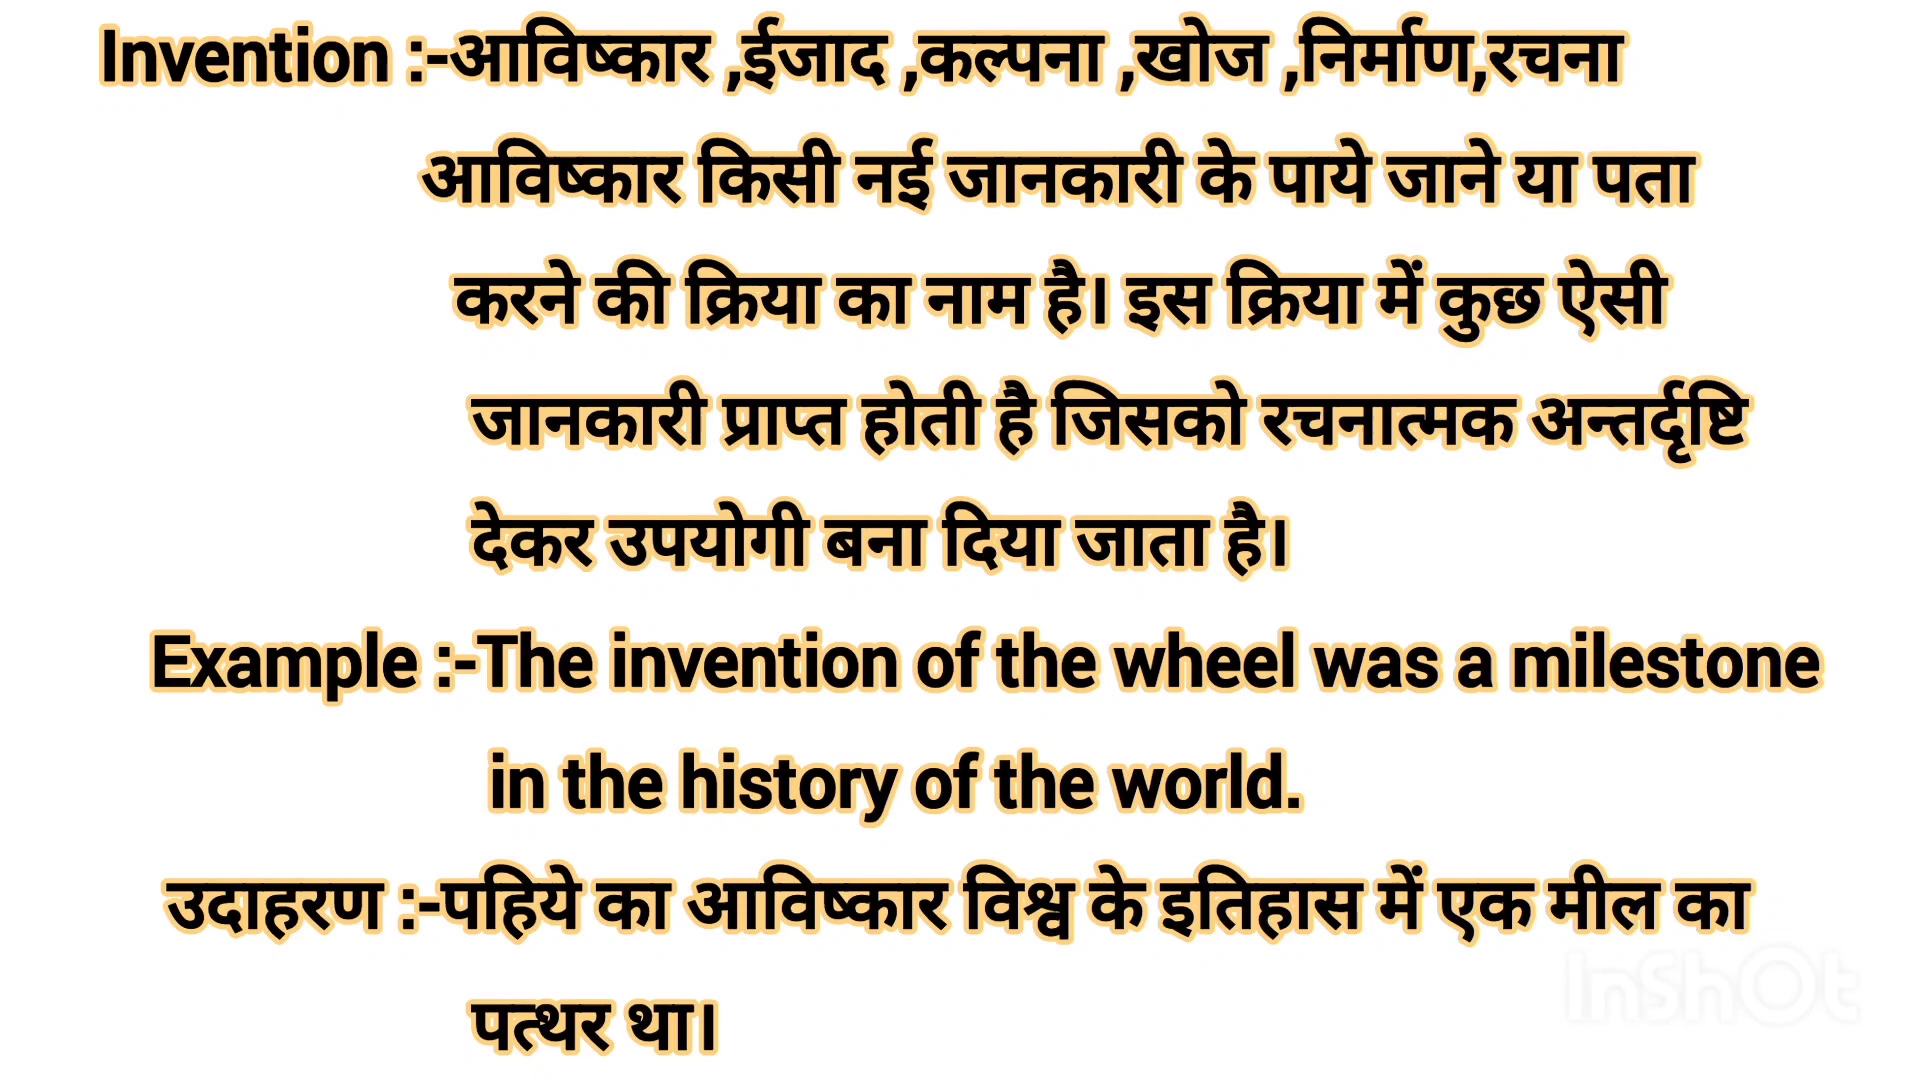 Invention :-आविष्कार ,ईजाद ,कल्पना ,खोज ,निर्माण,रचना
आविष्कार किसी नई जानकारी के पाये जाने या पता
करने की क्रिया का नाम है। इस क्रिया में कुछ ऐसी
जानकारी प्राप्त होती है जिसको रचनात्मक अन्तर्दृष्टि
देकर उपयोगी बना दिया जाता है।
Example :-The invention of the wheel was a milestone
in the history of the world.
उदाहरण :-पहिये का आविष्कार विश्व के इतिहास में एक मील का
पत्थर था।
InShOt